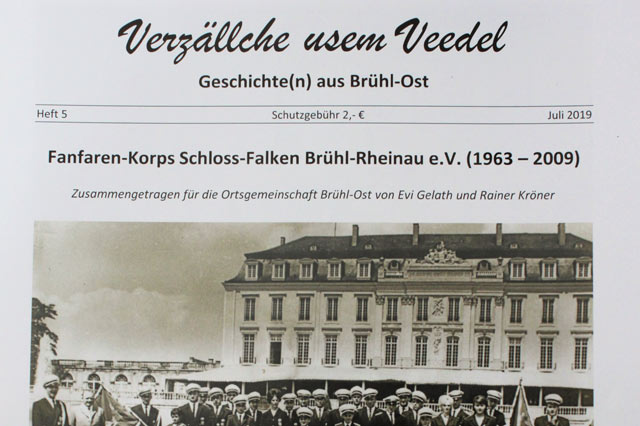 Verzällche usem Veedel
Geschichte(n) aus Brühl-Ost
Heft 5 Schutzgebühr 2,- € Juli 2019
Fanfaren-Korps Schloss-Falken Brühl-Rheinau e.V. (1963 – 2009)
Zusammengetragen für die Ortsgemeinschaft Brühl-Ost von Evi Gelath und Rainer Kröner